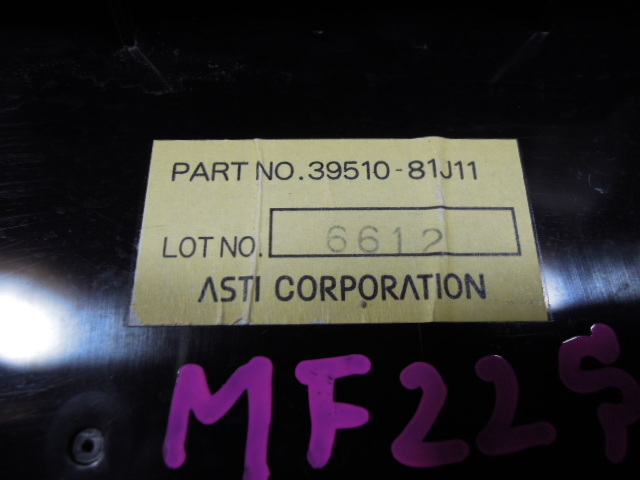 PART NO.39510-81J11
LOT NO. 6612
ASTI CORPORATION
MF22S